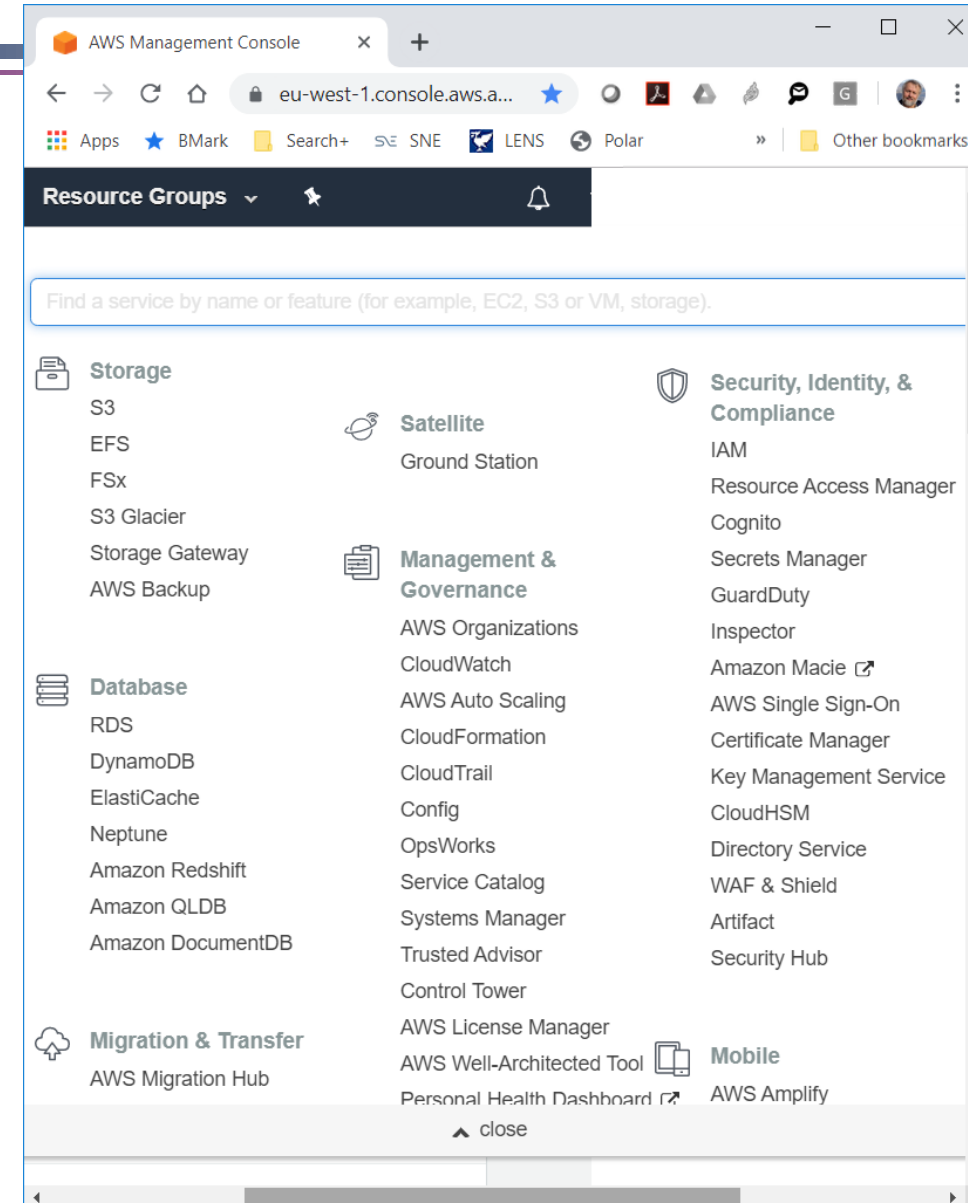 AWS Management Console
eu-west-1.console.aws.a...
G
Apps
BMark
Search+
SNE
LENS
Polar
»
Other bookmarks
Resource Groups
Find a service by name or feature (for example, EC2, S3 or VM, storage).
Storage
S3
EFS
FSx
S3 Glacier
Storage Gateway
AWS Backup
Database
RDS
DynamoDB
ElastiCache
Neptune
Amazon Redshift
Amazon QLDB
Amazon DocumentDB
Migration & Transfer
AWS Migration Hub
Satellite
Ground Station
Management &
Governance
AWS Organizations
CloudWatch
AWS Auto Scaling
CloudFormation
CloudTrail
Config
OpsWorks
Service Catalog
Systems Manager
Trusted Advisor
Control Tower
AWS License Manager
AWS Well-Architected Tool
Personal Health Dashboard
Security, Identity, &
Compliance
IAM
Resource Access Manager
Cognito
Secrets Manager
GuardDuty
Inspector
Amazon Macie
AWS Single Sign-On
Certificate Manager
Key Management Service
CloudHSM
Directory Service
WAF & Shield
Artifact
Security Hub
Mobile
AWS Amplify
close